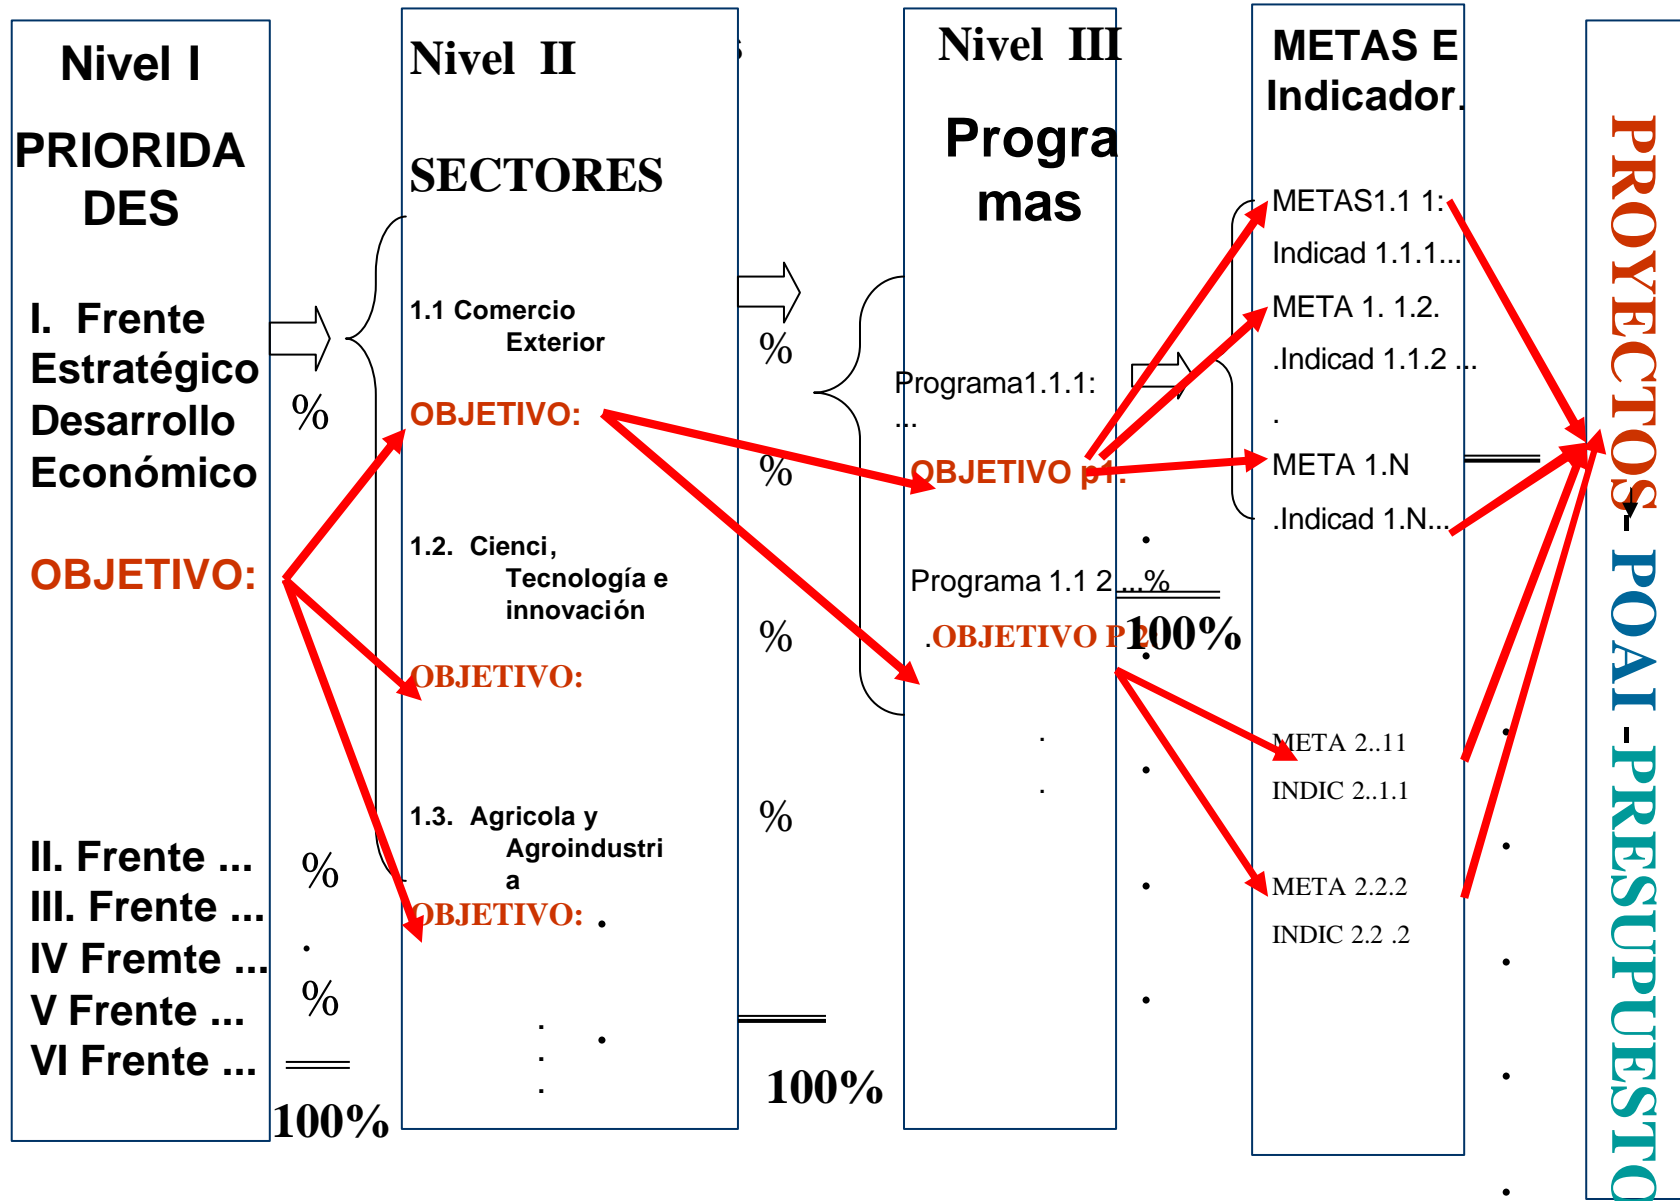 Nivel I
PRIORIDA
DES
I. Frente
Estratégico
Desarrollo
Económico
OBJETIVO:
II. Frente ...
III. Frente ...
IV Fremte ...
V Frente ...
VI Frente ...
%
%
.
%
100%
Nivel II
SECTORES
1.1 Comercio
Exterior
OBJETIVO:
1.2. Cienci,
Tecnología e
innovación
OBJETIVO:
1.3. Agricola y
Agroindustri
a
OBJETIVO:
.
.
.
%
%
%
%
100%
Nivel III
Progra
mas
Programa1.1.1:
...
OBJETIVO p1.
Programa 1.1 2 ...%
.OBJETIVO P 2
.
.
100%
METAS E
Indicador.
METAS1.1 1:
Indicad 1.1.1...
META 1. 1.2.
.Indicad 1.1.2 ...
.
META 1.N
.Indicad 1.N...
META 2..11
INDIC 2..1.1
META 2.2.2
INDIC 2.2 .2
PROYECTOS - POAI -PRESUPUESTO